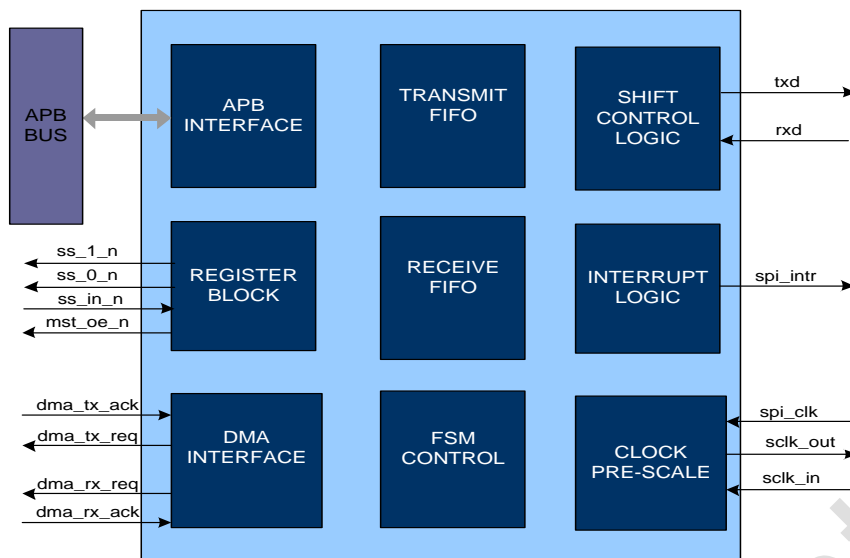 APB
BUS
APB
INTERFACE
TRANSMIT
FIFO
SHIFT
CONTROL
LOGIC
txd
rxd
ss_1_n
ss_0_n
ss_in_n
mst_oe_n
REGISTER
BLOCK
RECEIVE
FIFO
INTERRUPT
LOGIC
spi_intr
dma_tx_ack
dma_tx_req
dma_rx_req
dma_rx_ack
DMA
INTERFACE
FSM
CONTROL
CLOCK
PRE-SCALE
spi_clk
sclk_out
sclk_in